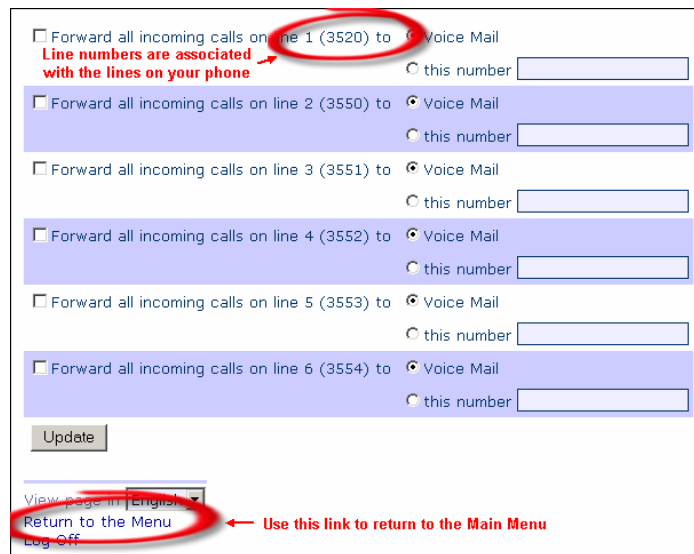 Forward all incoming calls on line 1 (3520) to Voice Mail
Line numbers are associated
with the lines on your phone
this number
Forward all incoming calls on line 2 (3550) to Voice Mail
this number
Forward all incoming calls on line 3 (3551) to Voice Mail
this number
Forward all incoming calls on line 4 (3552) to Voice Mail
this number
Forward all incoming calls on line 5 (3553) to Voice Mail
this number
Forward all incoming calls on line 6 (3554) to Voice Mail
this number
Update
View page in English
Return to the Menu Use this link to return to the Main Menu
Log Off